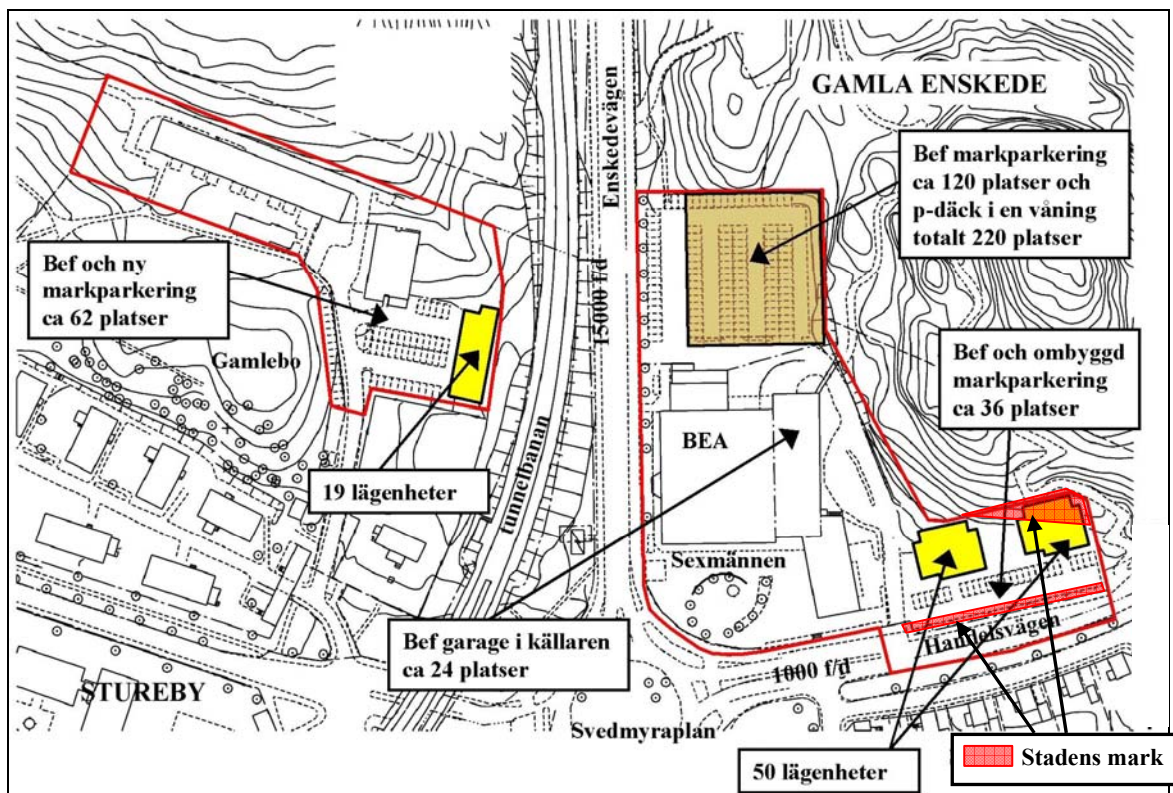 GAMLA ENSKEDE
Enskedevägen
Bef markparkering
ca 120 platser och
p-däck i en våning
totalt 220 platser
Bef och ny
markparkering
ca 62 platser
15000 f/d
Gamlebo
Bef och ombyggd
markparkering
ca 36 platser
BEA
tunnelbanan
19 lägenheter
Sexmännen
Bef garage i källaren
ca 24 platser
Handelsvägen
1000 f/d
STUREBY
Svedmyraplan
50 lägenheter
Stadens mark